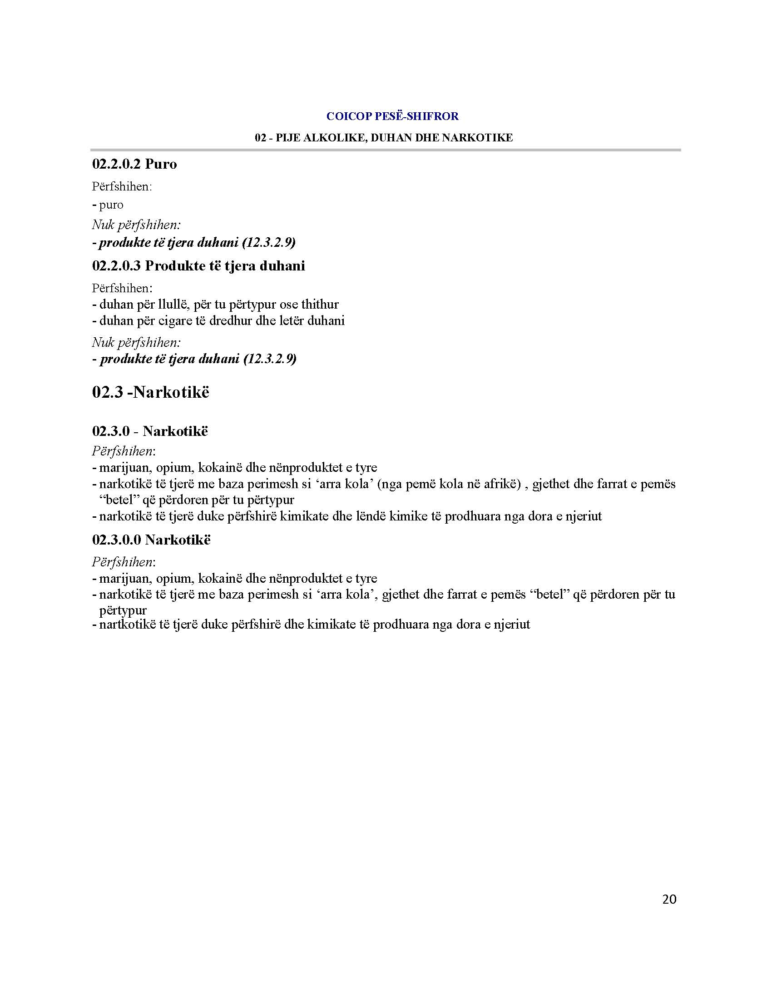 COICOP PESË-SHIFROR
02 - PIJE ALKOLIKE, DUHAN DHE NARKOTIKE
02.2.0.2 Puro
Përfshihen:
- puro
Nuk përfshihen:
- produkte të tjera duhani (12.3.2.9)
02.2.0.3 Produkte të tjera duhani
Përfshihen:
- duhan për llullë, për tu përtypur ose thithur
- duhan për cigare të dredhur dhe letër duhani
Nuk përfshihen:
- produkte të tjera duhani (12.3.2.9)
02.3 -Narkotikë
02.3.0 - Narkotikë
Përfshihen:
- marijuan, opium, kokainë dhe nënproduktet e tyre
- narkotikë të tjerë me baza perimesh si ‘arra kola’ (nga pemë kola në afrikë) , gjethet dhe farrat e pemës
“betel” që përdoren për tu përtypur
- narkotikë të tjerë duke përfshirë kimikate dhe lëndë kimike të prodhuara nga dora e njeriut
02.3.0.0 Narkotikë
Përfshihen:
- marijuan, opium, kokainë dhe nënproduktet e tyre
- narkotikë të tjerë me baza perimesh si ‘arra kola’, gjethet dhe farrat e pemës “betel” që përdoren për tu
përtypur
- nartkotikë të tjerë duke përfshirë dhe kimikate të prodhuara nga dora e njeriut
20